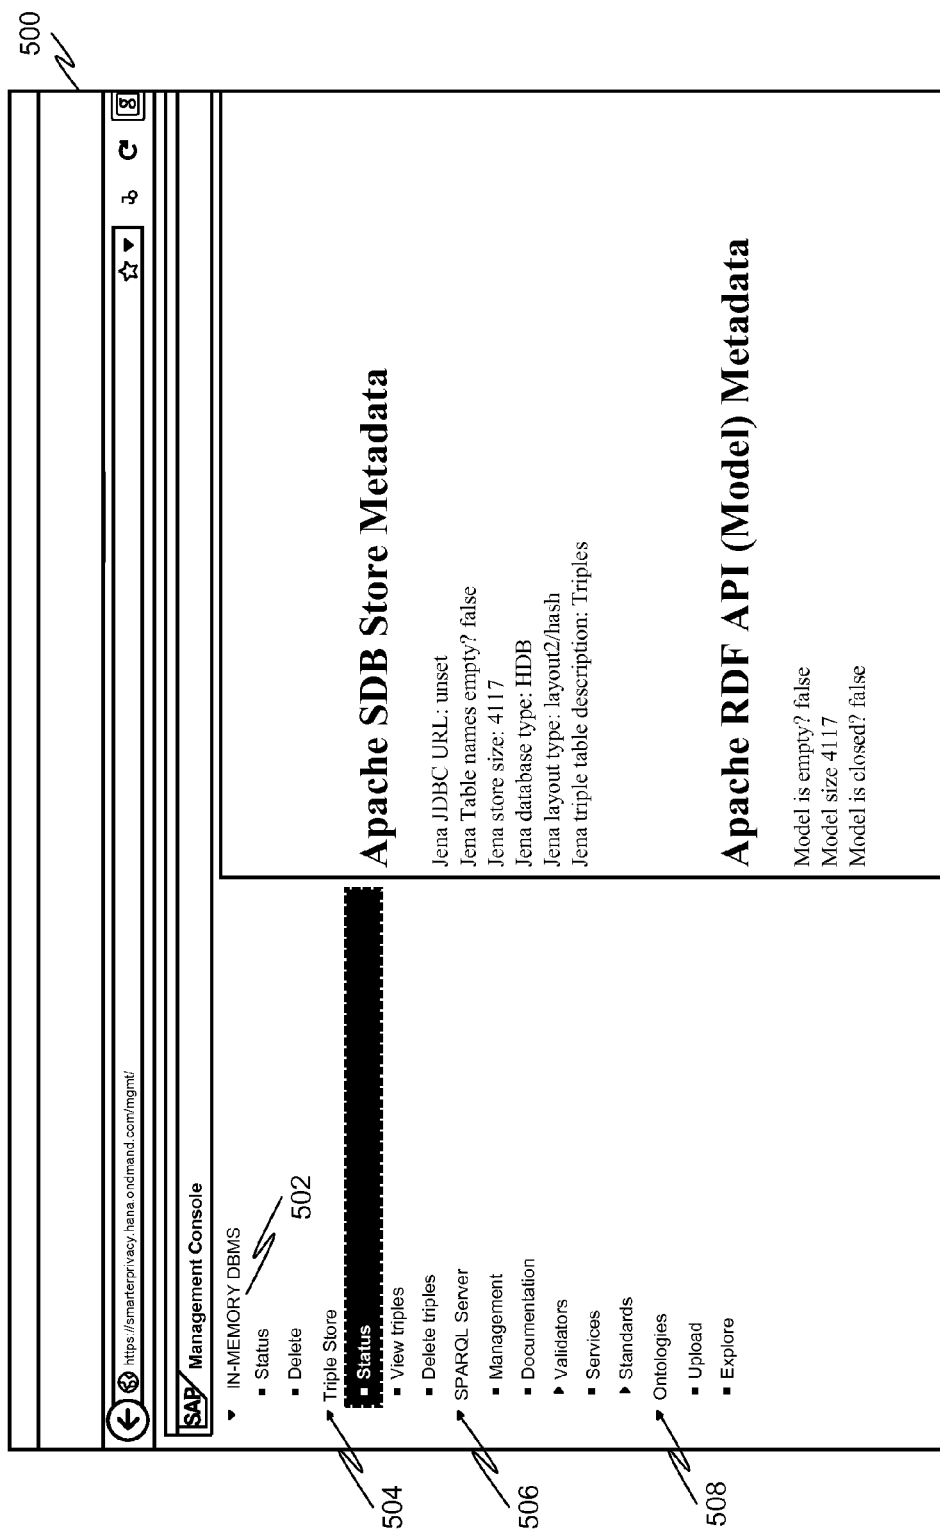 500
https://smarterprivacy.hana.ondmand.com/mgmt/
8
SAP Management Console
IN-MEMORY DBMS
502
Status
Delete
504
Triple Store
Status
View triples
Delete triples
506
SPARQL Server
Management
Documentation
Validators
Services
Standards
508
Ontologies
Upload
Explore
Apache SDB Store Metadata
Jena JDBC URL: unset
Jena Table names empty? false
Jena store size: 4117
Jena database type: HDB
Jena layout type: layout2/hash
Jena triple table description: Triples
Apache RDF API (Model) Metadata
Model is empty? false
Model size 4117
Model is closed? false